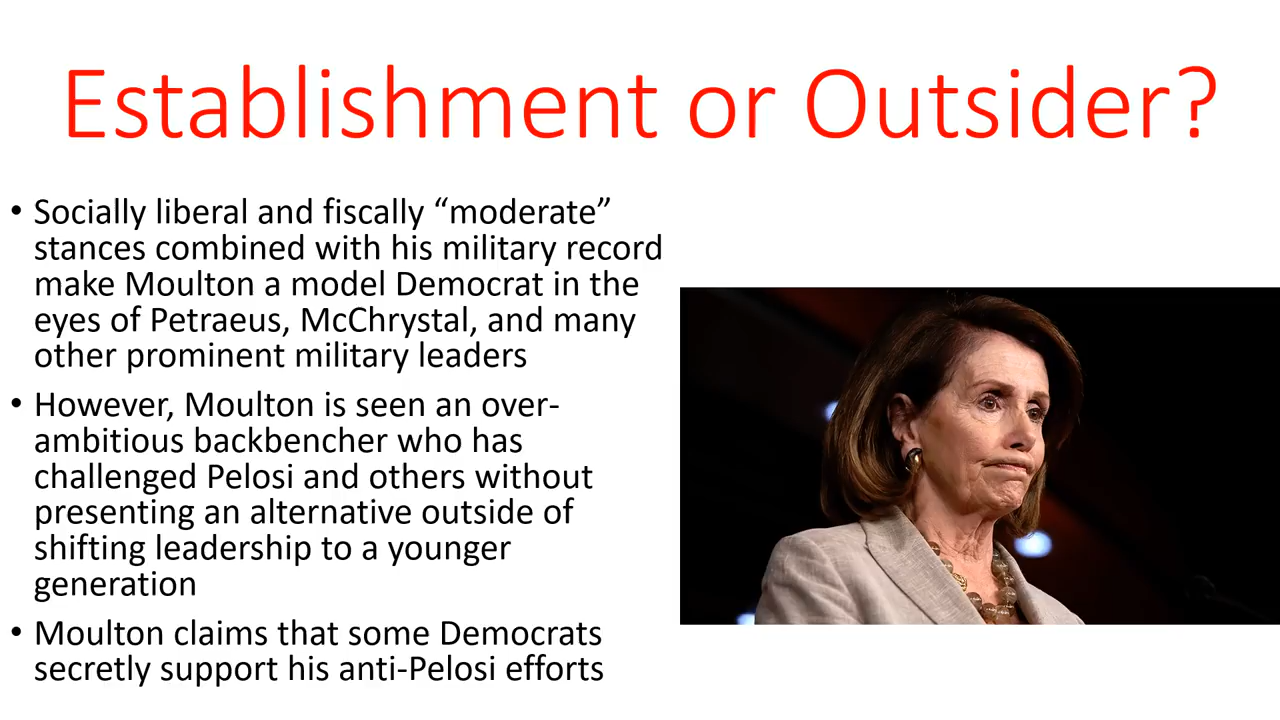 Establishment or Outsider?
• Socially liberal and fiscally “moderate”
stances combined with his military record
make Moulton a model Democrat in the
eyes of Petraeus, McChrystal, and many
other prominent military leaders
• However, Moulton is seen an over-
ambitious backbencher who has
challenged Pelosi and others without
presenting an alternative outside of
shifting leadership to a younger
generation
• Moulton claims that some Democrats
secretly support his anti-Pelosi efforts